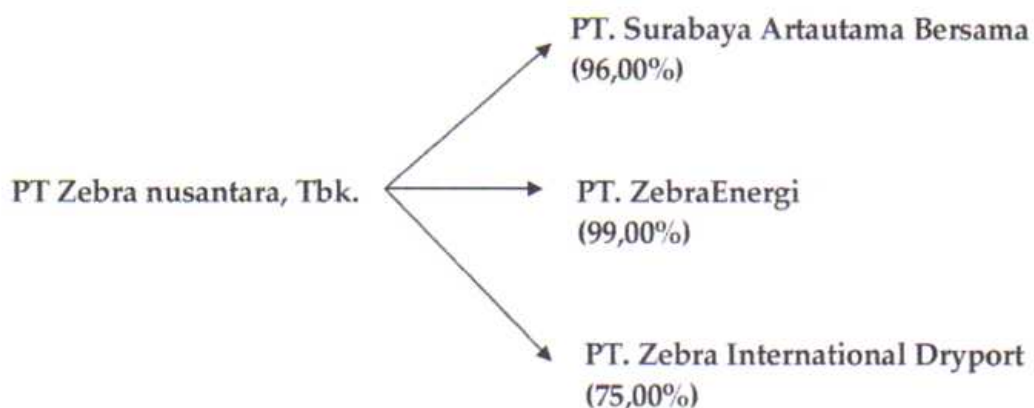 PT. Surabaya Artautama Bersama
(96,00%)
PT Zebra nusantara, Tbk.
PT. ZebraEnergi
(99,00%)
PT. Zebra International Dryport
(75,00%)